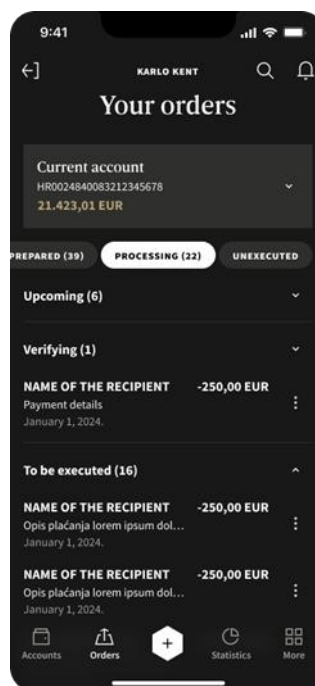 9:41
KARLO KENT
Your orders
Current account
HR0024840083212345678
21.423,01 EUR
PREPARED (39)
PROCESSING (22)
UNEXECUTED
Upcoming (6)
Verifying (1)
NAME OF THE RECIPIENT -250,00 EUR
Payment details
January 1, 2024.
To be executed (16)
NAME OF THE RECIPIENT -250,00 EUR
Opis plaćanja lorem ipsum dol...
January 1, 2024.
NAME OF THE RECIPIENT -250,00 EUR
Opis plaćanja lorem ipsum dol...
January 1, 2024.
Accounts
Orders
Statistics
More